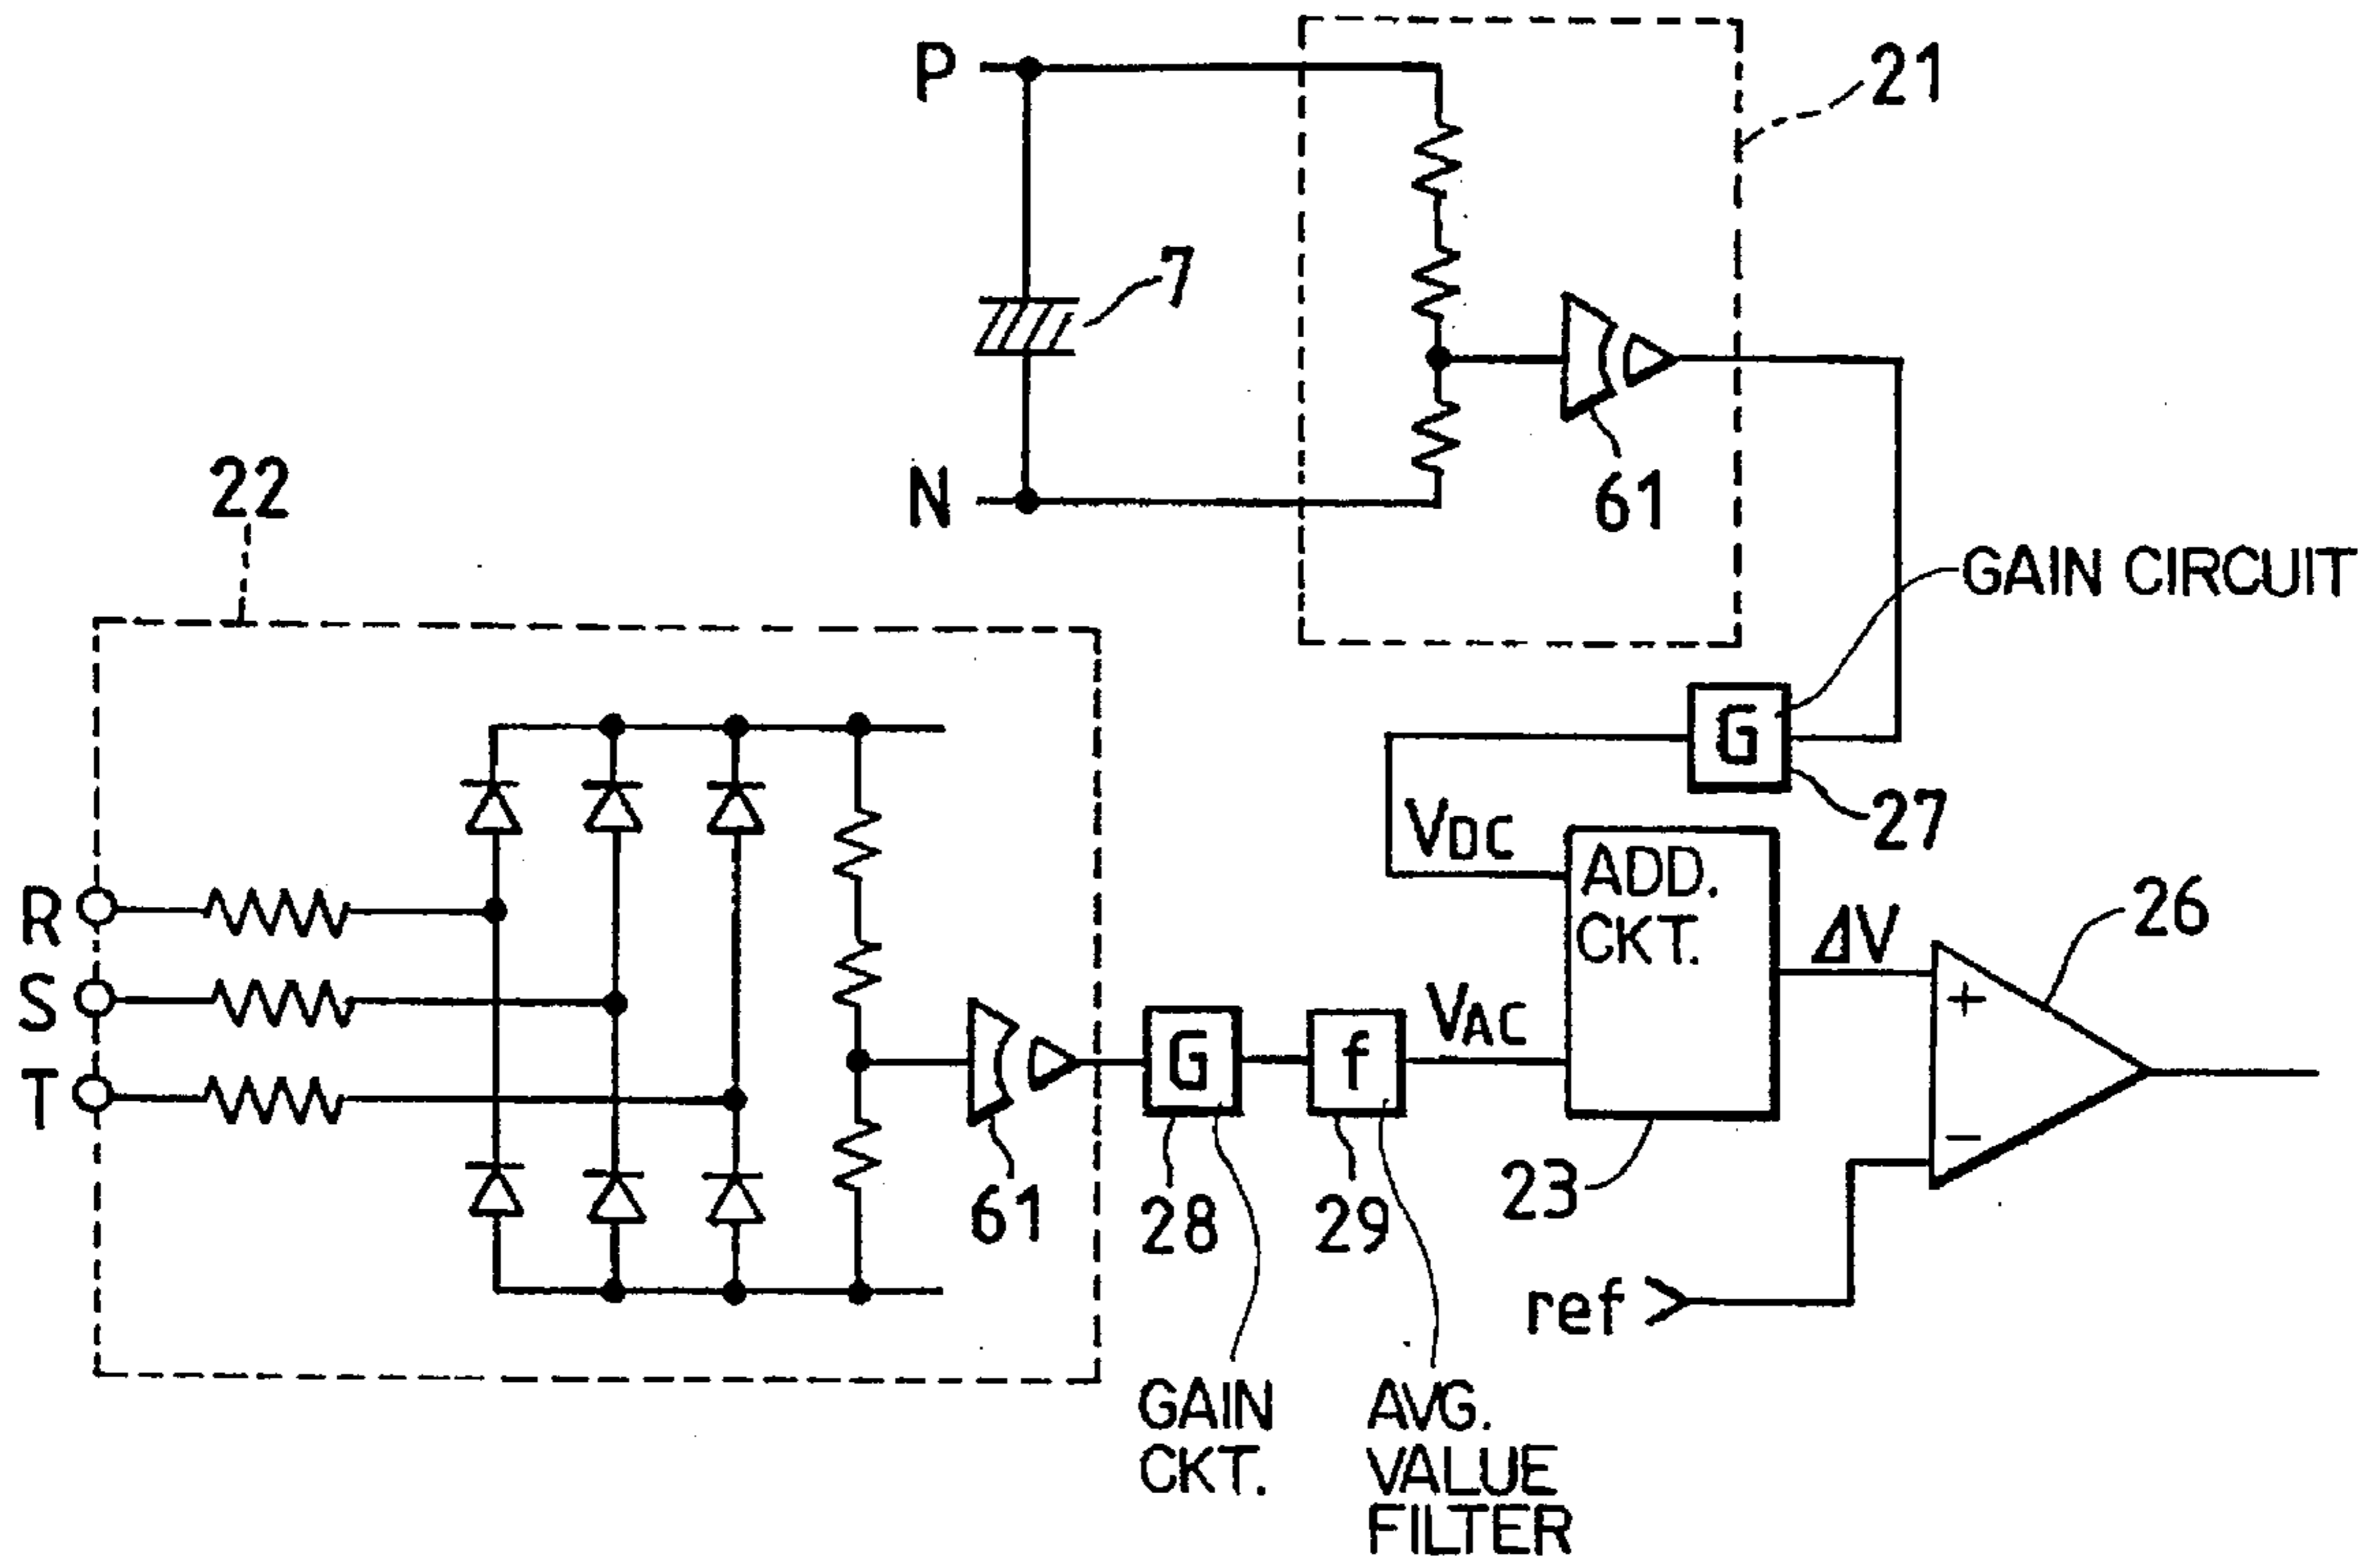 P
21
7
N
61
22
GAIN CIRCUIT
G
27
VDC
ADD.
CKT.
R
S
T
ΔV
26
+
VAC
G
f
−
61
28
29
23
ref
GAIN
CKT.
AVG.
VALUE
FILTER